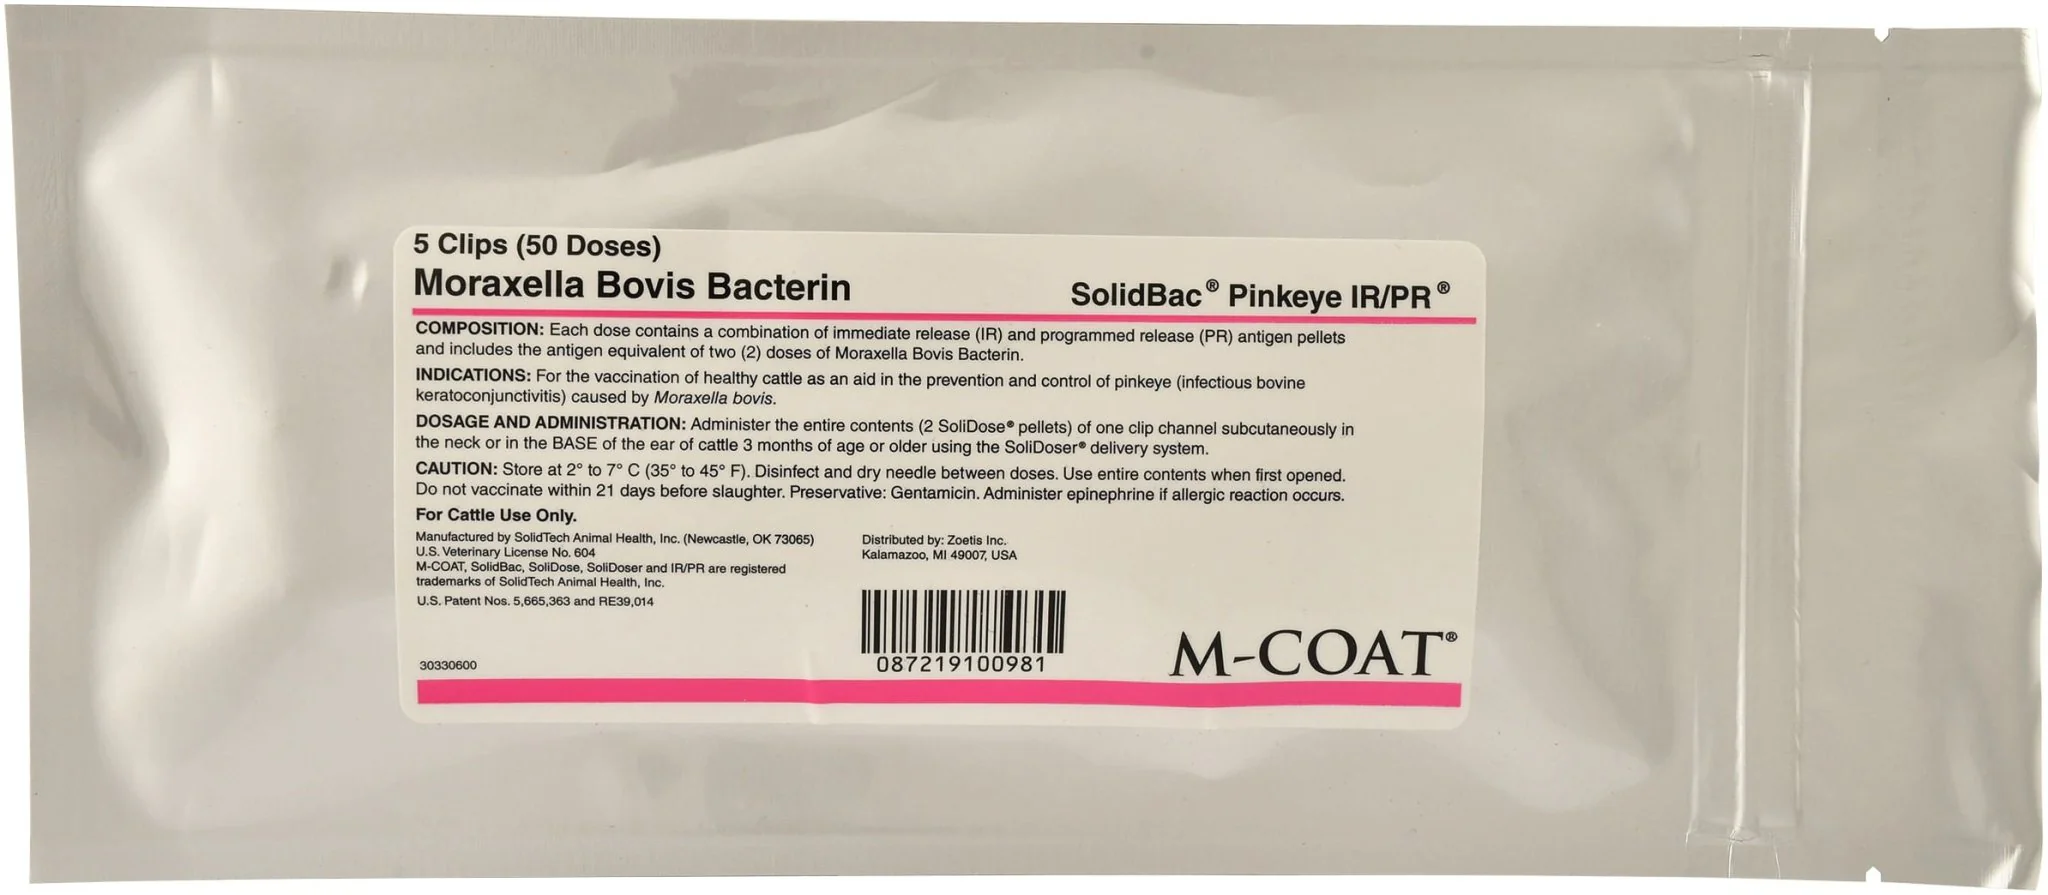 5 Clips (50 Doses)
Moraxella Bovis Bacterin
SolidBac® Pinkeye IR/PR®
COMPOSITION: Each dose contains a combination of immediate release (IR) and programmed release (PR) antigen pellets
and includes the antigen equivalent of two (2) doses of Moraxella Bovis Bacterin.
INDICATIONS: For the vaccination of healthy cattle as an aid in the prevention and control of pinkeye (infectious bovine
keratoconjunctivitis) caused by Moraxella bovis.
DOSAGE AND ADMINISTRATION: Administer the entire contents (2 SoliDose® pellets) of one clip channel subcutaneously in
the neck or in the BASE of the ear of cattle 3 months of age or older using the SoliDoser® delivery system.
CAUTION: Store at 2° to 7° C (35° to 45° F). Disinfect and dry needle between doses. Use entire contents when first opened.
Do not vaccinate within 21 days before slaughter. Preservative: Gentamicin. Administer epinephrine if allergic reaction occurs.
For Cattle Use Only.
Manufactured by SolidTech Animal Health, Inc. (Newcastle, OK 73065)
U.S. Veterinary License No. 604
M-COAT, SolidBac, SoliDose, SoliDoser and IR/PR are registered
trademarks of SolidTech Animal Health, Inc.
U.S. Patent Nos. 5,665,363 and RE39,014
Distributed by: Zoetis Inc.
Kalamazoo, MI 49007, USA
087219100981
M-COAT®
30330600